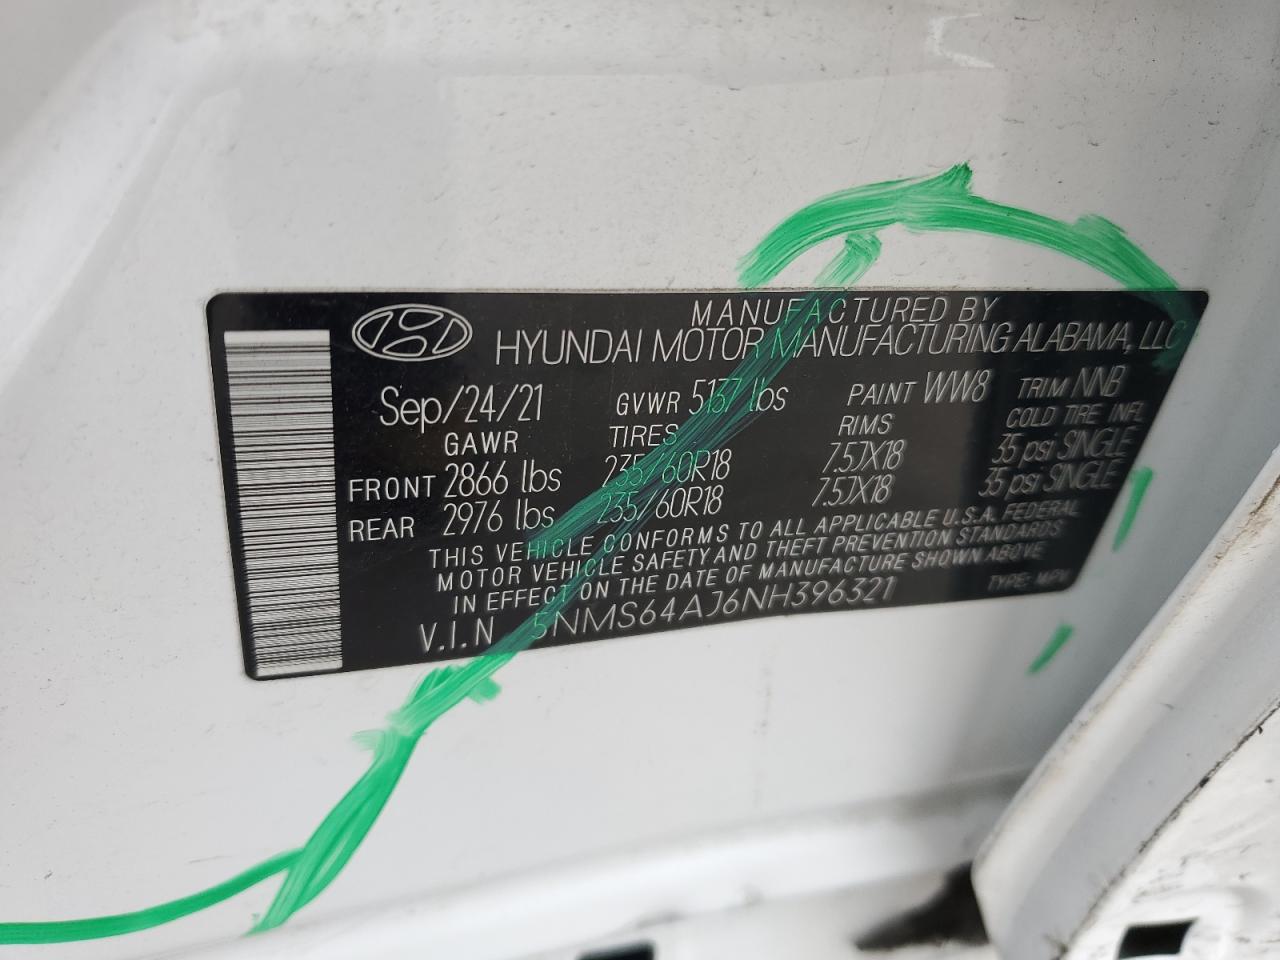 MANUFACTURED BY
HYUNDAI MOTOR MANUFACTURING ALABAMA, LLC
Sep/24/21 GVWR 5137 lbs PAINT WW8 TRIM NNB
GAWR TIRES RIMS COLD TIRE INFL
FRONT 2866 lbs 235/60R18 7.5JX18 35 psi SINGLE
REAR 2976 lbs 235/60R18 7.5JX18 35 psi SINGLE
THIS VEHICLE CONFORMS TO ALL APPLICABLE U.S.A. FEDERAL
MOTOR VEHICLE SAFETY AND THEFT PREVENTION STANDARDS
IN EFFECT ON THE DATE OF MANUFACTURE SHOWN ABOVE
V.I.N 5NMS64AJ6NH396321 TYPE: MPV